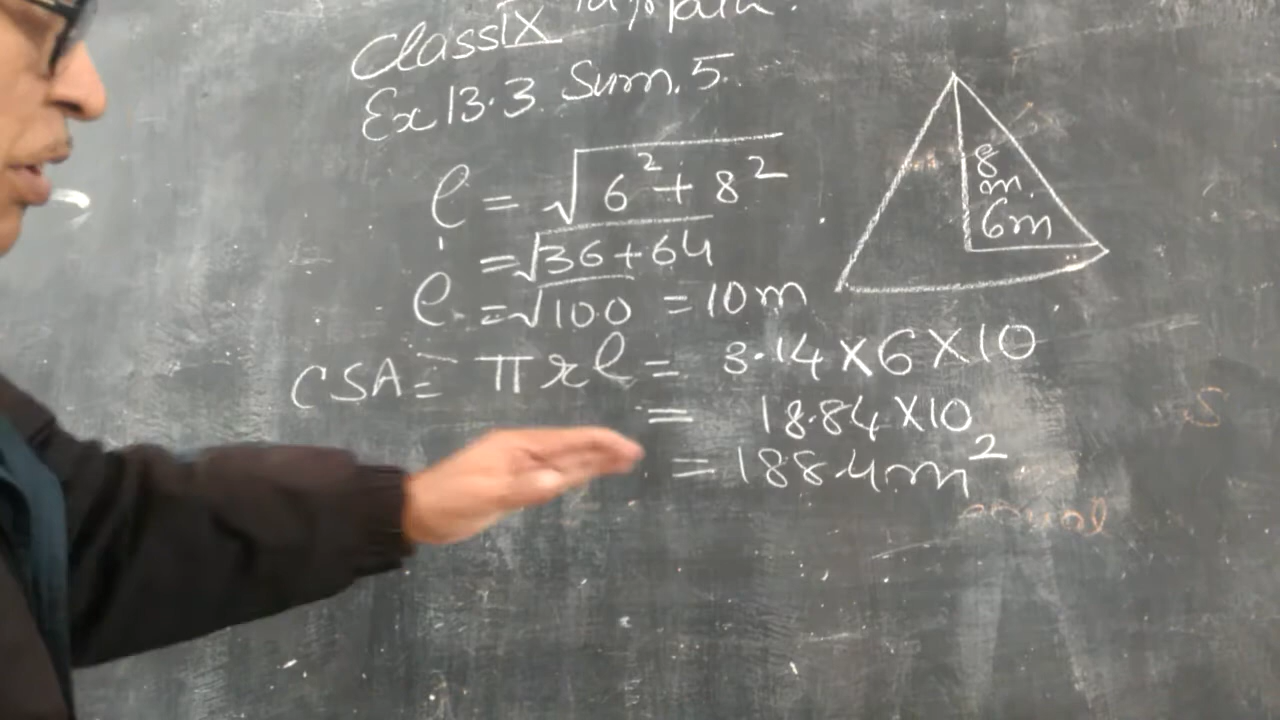 Class IX
Ex 13.3 Sum. 5.
l = √6² + 8²
= √36+64
l = √100 = 10m
CSA = πrl = 3.14 X 6 X 10
= 18.84 X 10
= 188.4 m²
8
m
6m
S